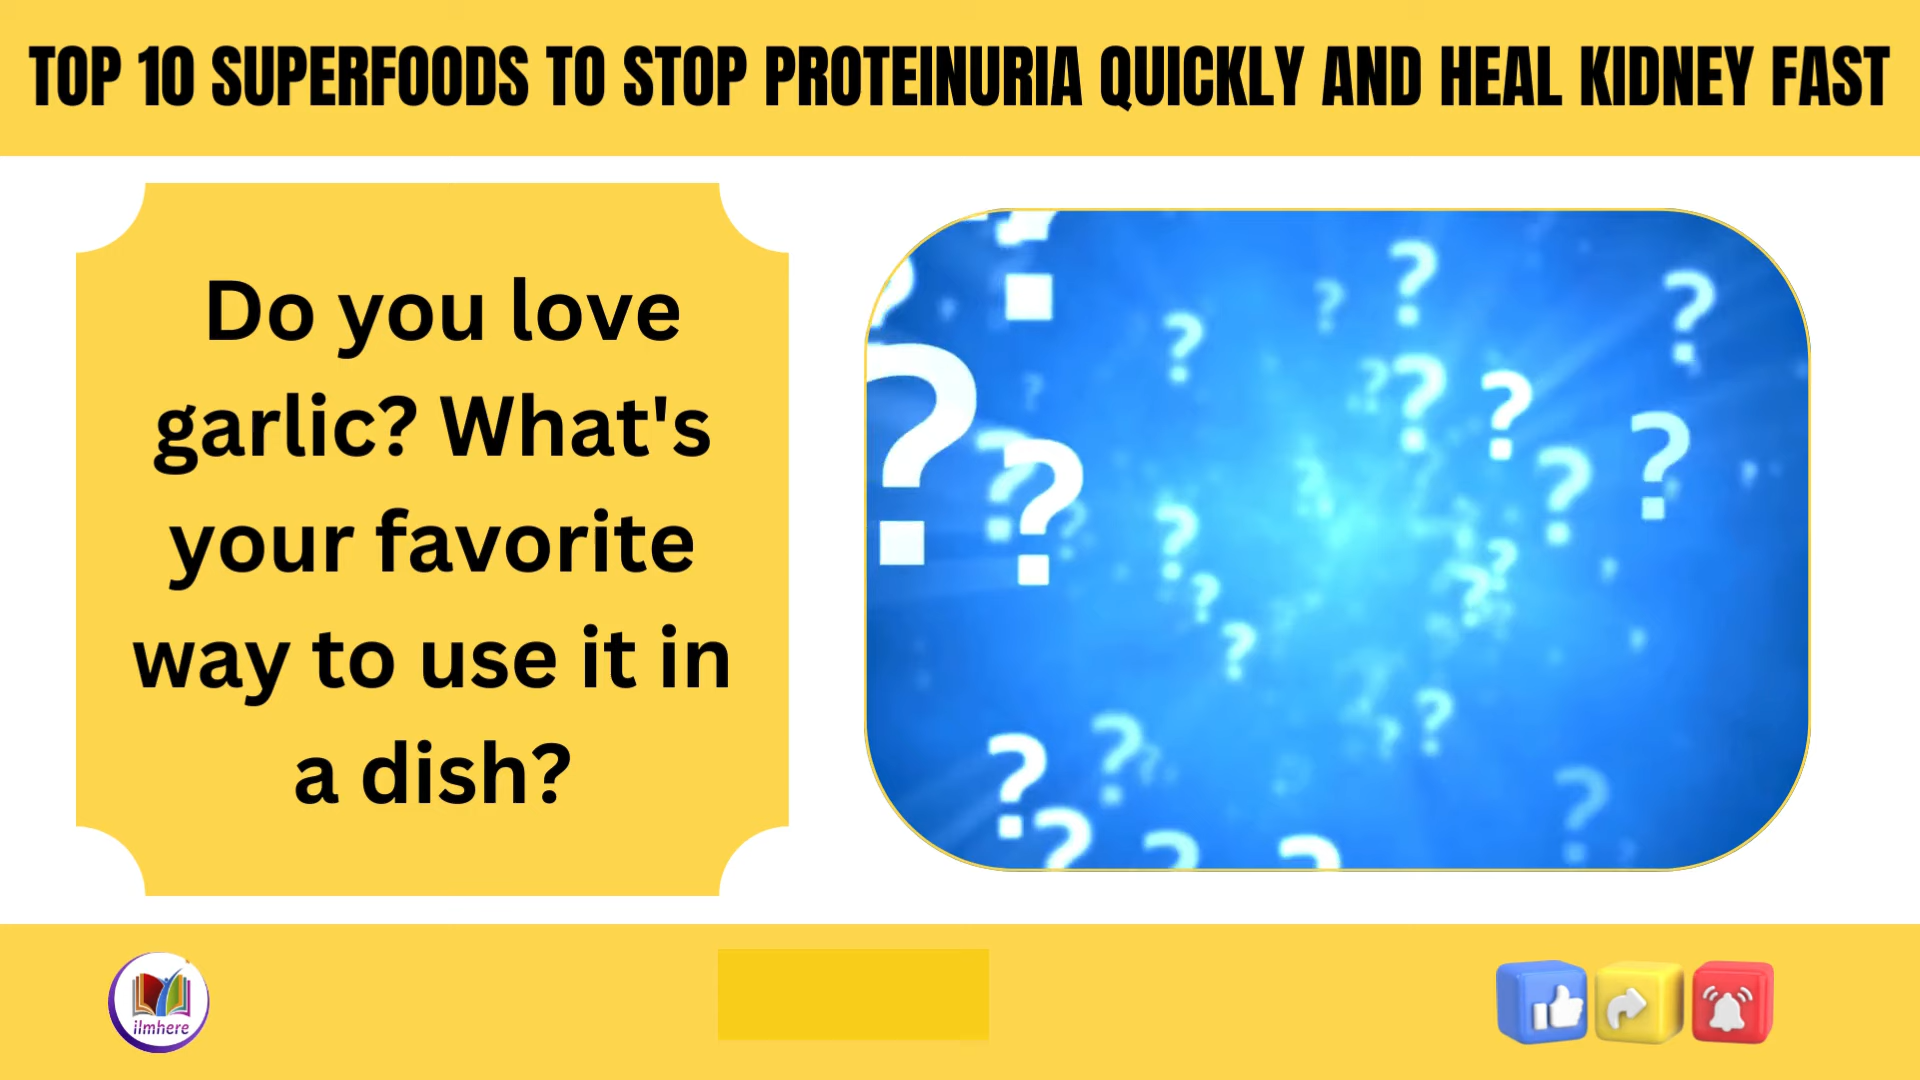 TOP 10 SUPERFOODS TO STOP PROTEINURIA QUICKLY AND HEAL KIDNEY FAST
Do you love
garlic? What's
your favorite
way to use it in
a dish?
ilmhere